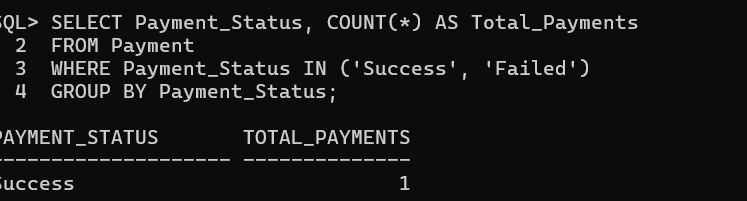 SQL> SELECT Payment_Status, COUNT(*) AS Total_Payments
2 FROM Payment
3 WHERE Payment_Status IN ('Success', 'Failed')
4 GROUP BY Payment_Status;
PAYMENT_STATUS TOTAL_PAYMENTS
-------------------- --------------
Success 1